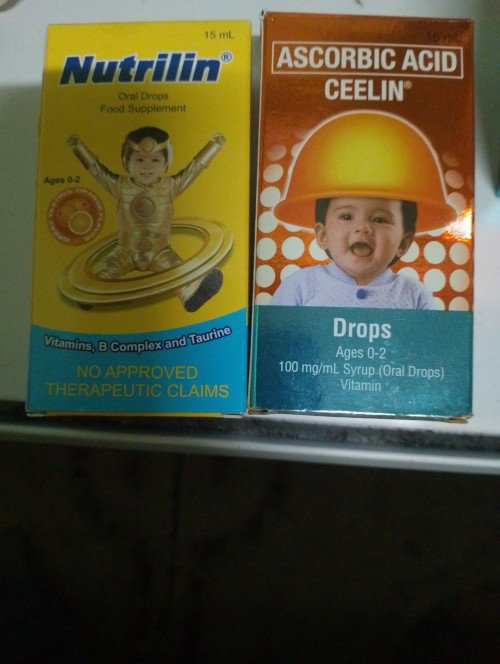 15 mL
Nutrilin®
Oral Drops
Food Supplement
Ages 0-2
Vitamins, B Complex and Taurine
NO APPROVED
THERAPEUTIC CLAIMS
15 mL
ASCORBIC ACID
CEELIN®
Drops
Ages 0-2
100 mg/mL Syrup (Oral Drops)
Vitamin